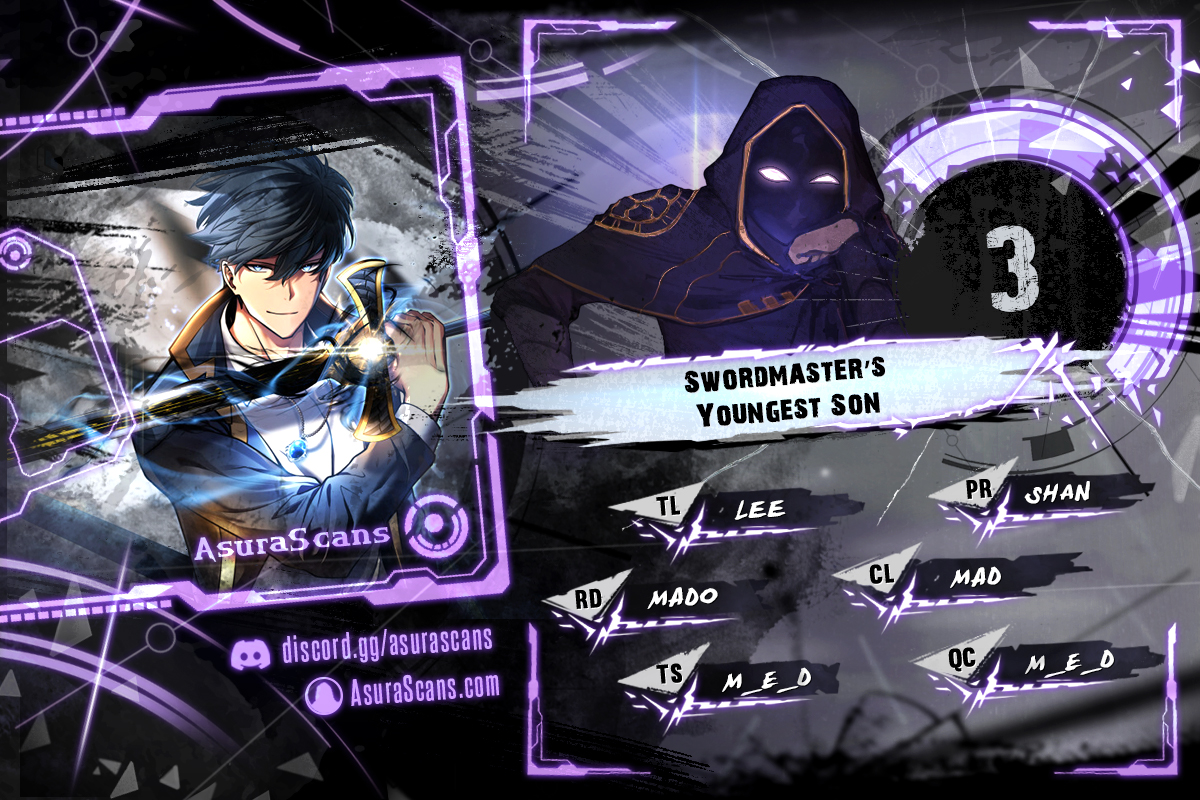 3
Swordmaster's
Youngest Son
TL LEE
PR SHAN
RD MADO
CL MAD
TS M_E_D
QC M_E_D
AsuraScans
discord.gg/asurascans
AsuraScans.com